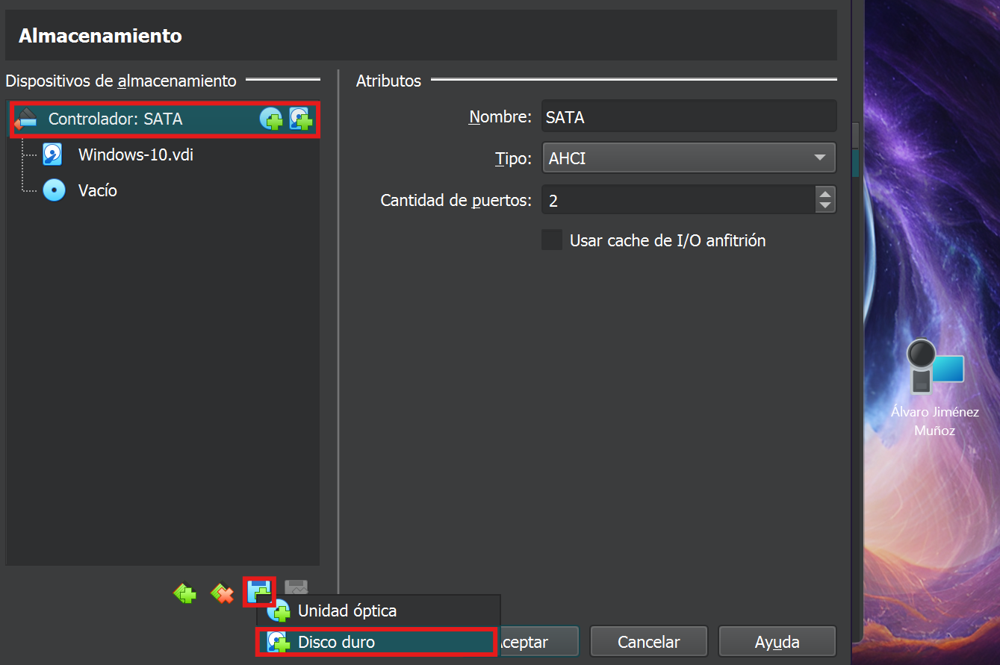 Almacenamiento
Dispositivos de almacenamiento
Atributos
Controlador: SATA
Windows-10.vdi
Vacío
Nombre: SATA
Tipo: AHCI
Cantidad de puertos: 2
Usar cache de I/O anfitrión
Álvaro Jiménez
Muñoz
Unidad óptica
Disco duro
ceptar
Cancelar
Ayuda